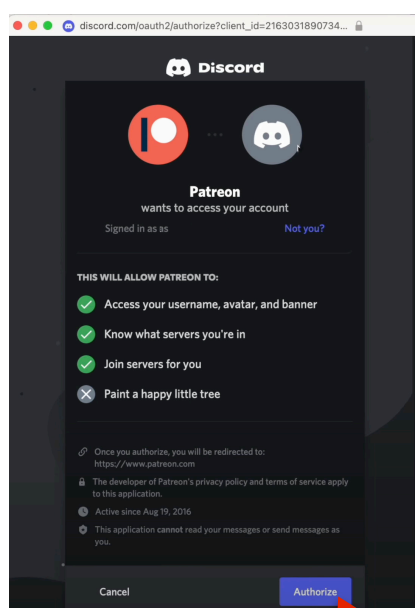 discord.com/oauth2/authorize?client_id=2163031890734...
Discord
Patreon
wants to access your account
Signed in as as
Not you?
THIS WILL ALLOW PATREON TO:
Access your username, avatar, and banner
Know what servers you're in
Join servers for you
Paint a happy little tree
Once you authorize, you will be redirected to:
https://www.patreon.com
The developer of Patreon's privacy policy and terms of service apply
to this application.
Active since Aug 19, 2016
This application cannot read your messages or send messages as
you.
Cancel
Authorize